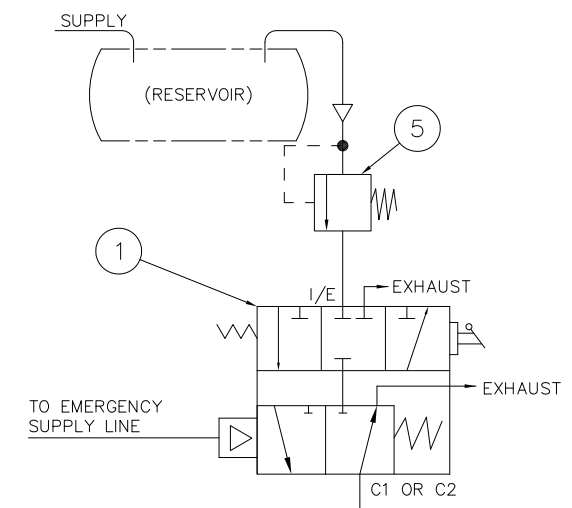 SUPPLY
(RESERVOIR)
5
1
I/E
EXHAUST
EXHAUST
TO EMERGENCY
SUPPLY LINE
C1 OR C2